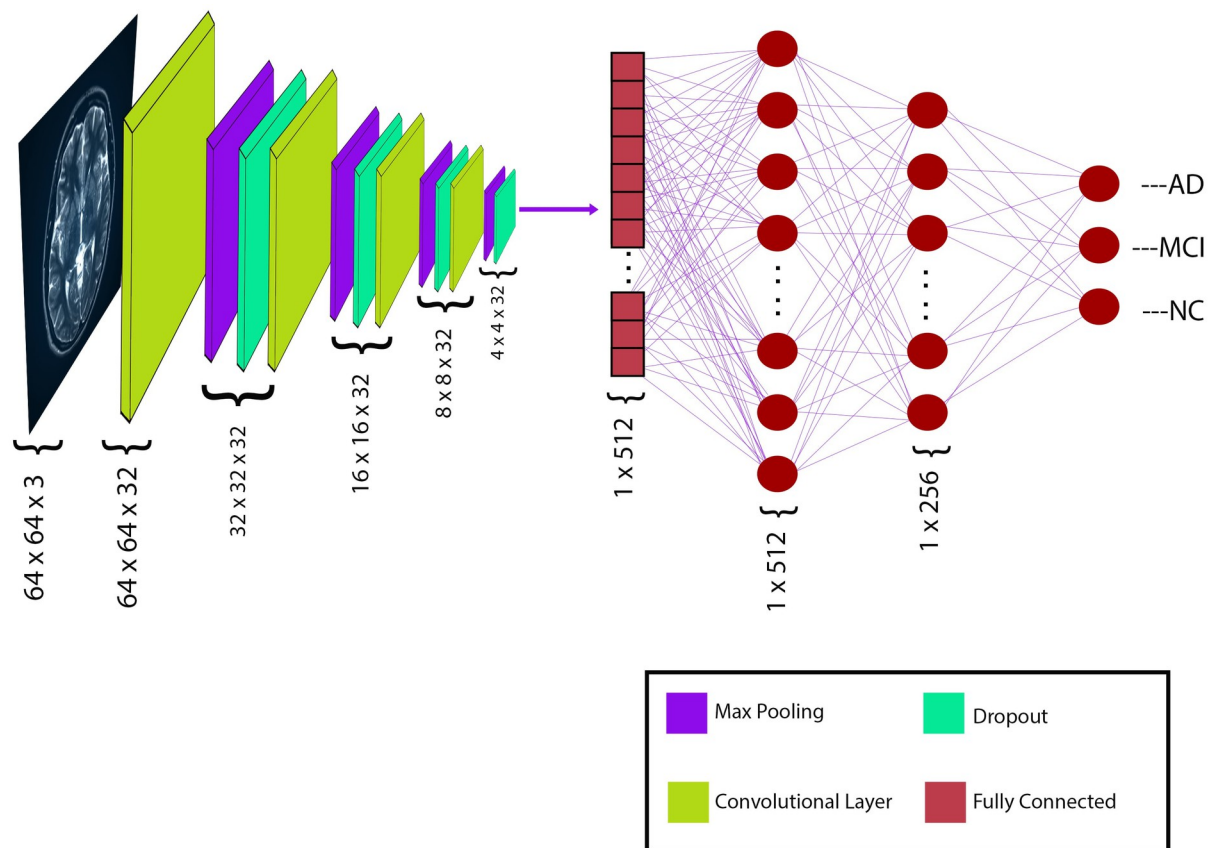 64 x 64 x 3
64 x 64 x 32
32 x 32 x 32
16 x 16 x 32
8 x 8 x 32
4 x 4 x 32
1 x 512
1 x 512
1 x 256
---AD
---MCI
---NC
Max Pooling
Dropout
Convolutional Layer
Fully Connected